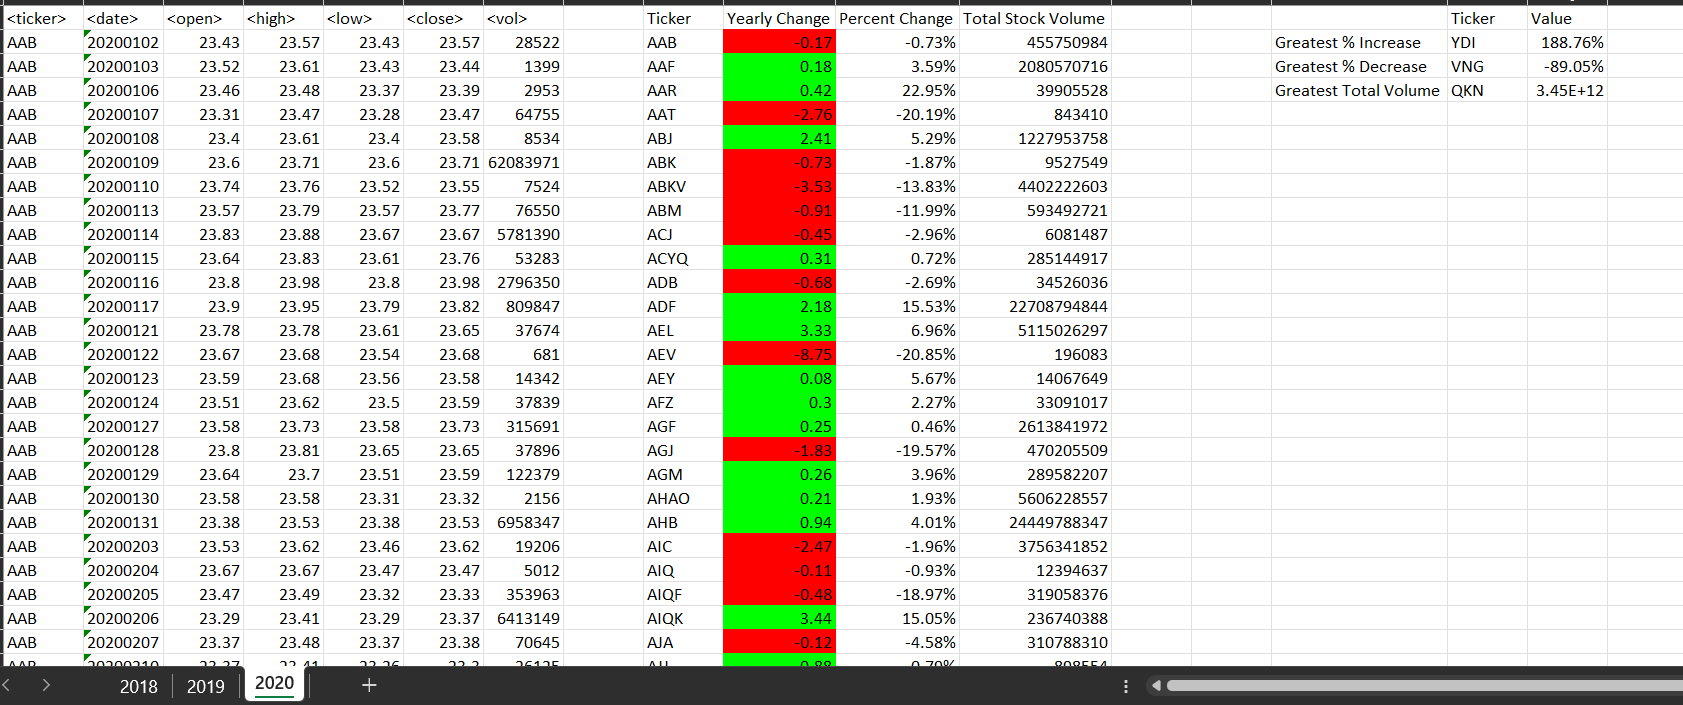 <ticker> <date> <open> <high> <low> <close> <vol> Ticker Yearly Change Percent Change Total Stock Volume Ticker Value
AAB 20200102 23.43 23.57 23.43 23.57 28522 AAB -0.17 -0.73% 455750984 Greatest % Increase YDI 188.76%
AAB 20200103 23.52 23.61 23.43 23.44 1399 AAF 0.18 3.59% 2080570716 Greatest % Decrease VNG -89.05%
AAB 20200106 23.46 23.48 23.37 23.39 2953 AAR 0.42 22.95% 39905528 Greatest Total Volume QKN 3.45E+12
AAB 20200107 23.31 23.47 23.28 23.47 64755 AAT -2.76 -20.19% 843410
AAB 20200108 23.4 23.61 23.4 23.58 8534 ABJ 2.41 5.29% 1227953758
AAB 20200109 23.6 23.71 23.6 23.71 62083971 ABK -0.73 -1.87% 9527549
AAB 20200110 23.74 23.76 23.52 23.55 7524 ABKV -3.53 -13.83% 4402222603
AAB 20200113 23.57 23.79 23.57 23.77 76550 ABM -0.91 -11.99% 593492721
AAB 20200114 23.83 23.88 23.67 23.67 5781390 ACJ -0.45 -2.96% 6081487
AAB 20200115 23.64 23.83 23.61 23.76 53283 ACYQ 0.31 0.72% 285144917
AAB 20200116 23.8 23.98 23.8 23.98 2796350 ADB -0.68 -2.69% 34526036
AAB 20200117 23.9 23.95 23.79 23.82 809847 ADF 2.18 15.53% 22708794844
AAB 20200121 23.78 23.78 23.61 23.65 37674 AEL 3.33 6.96% 5115026297
AAB 20200122 23.67 23.68 23.54 23.68 681 AEV -8.75 -20.85% 196083
AAB 20200123 23.59 23.68 23.56 23.58 14342 AEY 0.08 5.67% 14067649
AAB 20200124 23.51 23.62 23.5 23.59 37839 AFZ 0.3 2.27% 33091017
AAB 20200127 23.58 23.73 23.58 23.73 315691 AGF 0.25 0.46% 2613841972
AAB 20200128 23.8 23.81 23.65 23.65 37896 AGJ -1.83 -19.57% 470205509
AAB 20200129 23.64 23.7 23.51 23.59 122379 AGM 0.26 3.96% 289582207
AAB 20200130 23.58 23.58 23.31 23.32 2156 AHAO 0.21 1.93% 5606228557
AAB 20200131 23.38 23.53 23.38 23.53 6958347 AHB 0.94 4.01% 24449788347
AAB 20200203 23.53 23.62 23.46 23.62 19206 AIC -2.47 -1.96% 3756341852
AAB 20200204 23.67 23.67 23.47 23.47 5012 AIQ -0.11 -0.93% 12394637
AAB 20200205 23.47 23.49 23.32 23.33 353963 AIQF -0.48 -18.97% 319058376
AAB 20200206 23.29 23.41 23.29 23.37 6413149 AIQK 3.44 15.05% 236740388
AAB 20200207 23.37 23.48 23.37 23.38 70645 AJA -0.12 -4.58% 310788310
AAB 20200210
2018 2019 2020